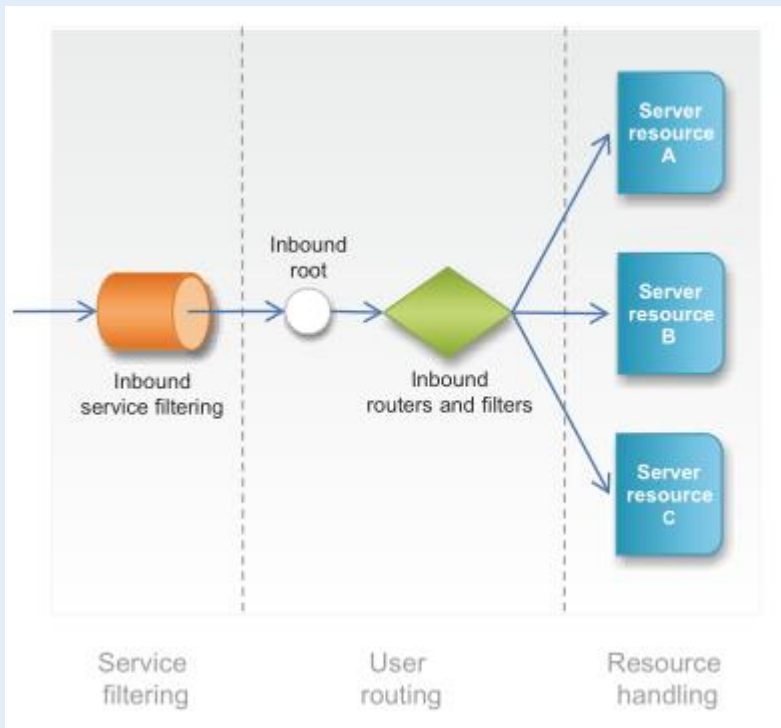 Server
resource
A
Inbound
root
Server
resource
B
Inbound
service filtering
Inbound
routers and filters
Server
resource
C
Service
filtering
User
routing
Resource
handling